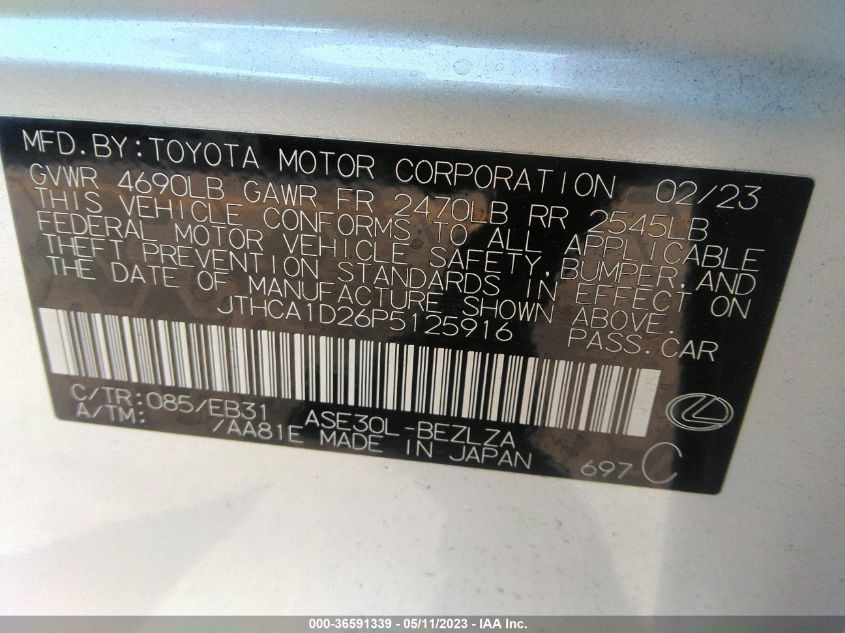 MFD.BY:TOYOTA MOTOR CORPORATION 02/23
GVWR 4690LB GAWR FR 2470LB RR 2545LB
THIS VEHICLE CONFORMS TO ALL APPLICABLE
FEDERAL MOTOR VEHICLE SAFETY,BUMPER,AND
THEFT PREVENTION STANDARDS IN EFFECT ON
THE DATE OF MANUFACTURE SHOWN ABOVE.
JTHCA1D26P5125916 PASS.CAR
C/TR:085/EB31 ASE30L-BEZLZA
A/TM: /AA81E MADE IN JAPAN 697 C
000-36591339 - 05/11/2023 - IAA Inc.